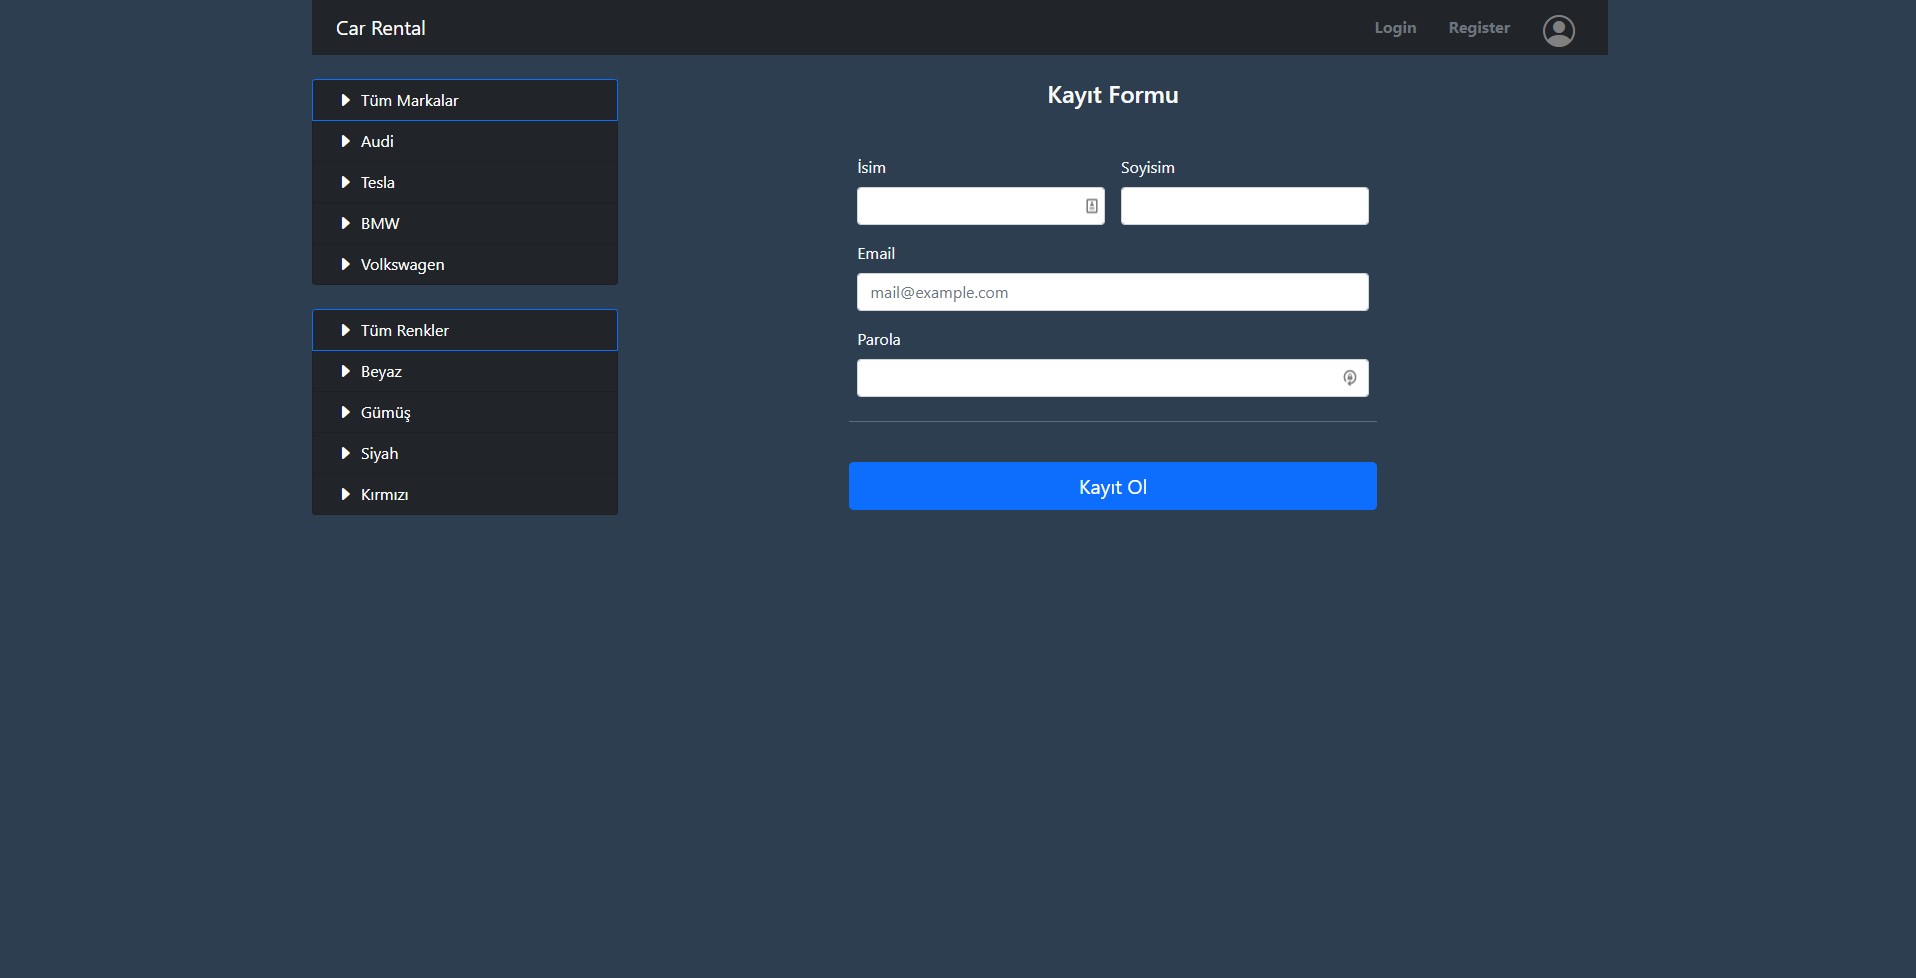 Car Rental
Login
Register
Tüm Markalar
Audi
Tesla
BMW
Volkswagen
Tüm Renkler
Beyaz
Gümüş
Siyah
Kırmızı
Kayıt Formu
İsim
Soyisim
Email
mail@example.com
Parola
Kayıt Ol